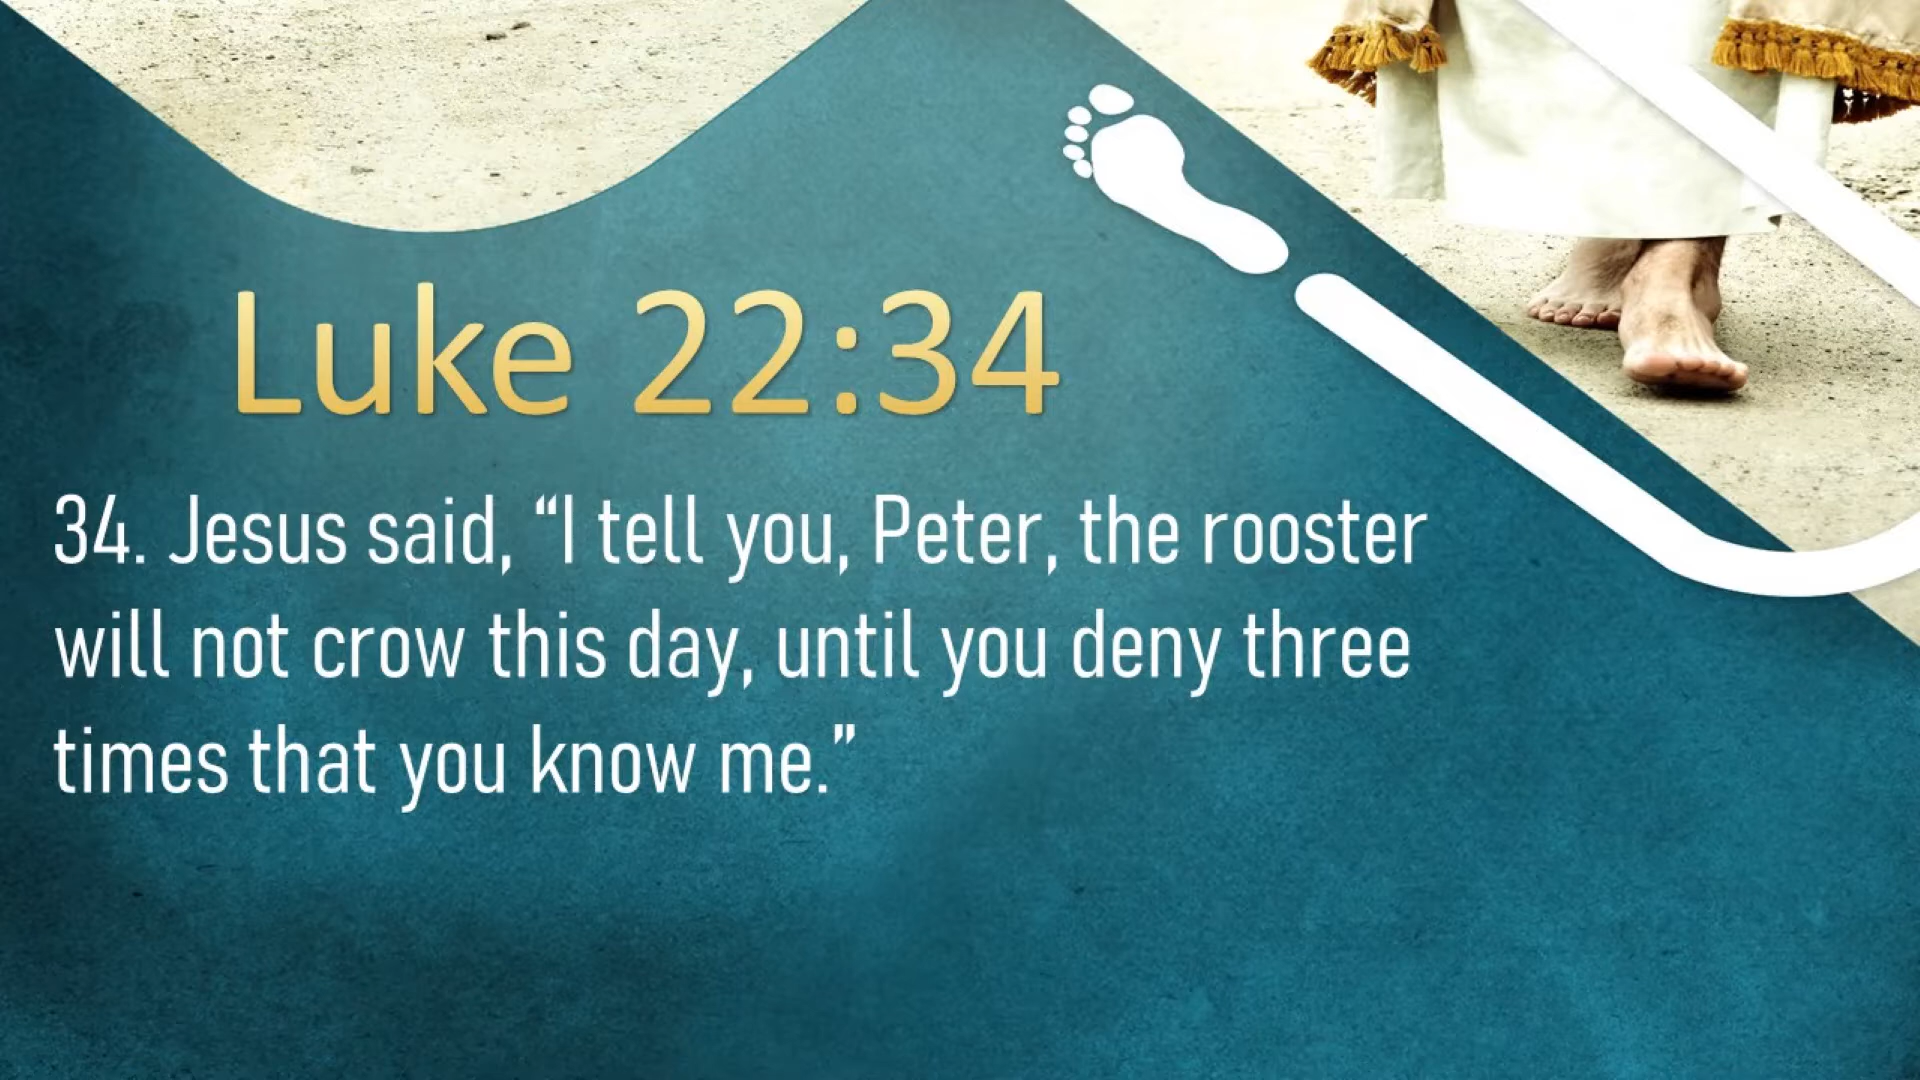 Luke 22:34
34. Jesus said, “I tell you, Peter, the rooster
will not crow this day, until you deny three
times that you know me.”